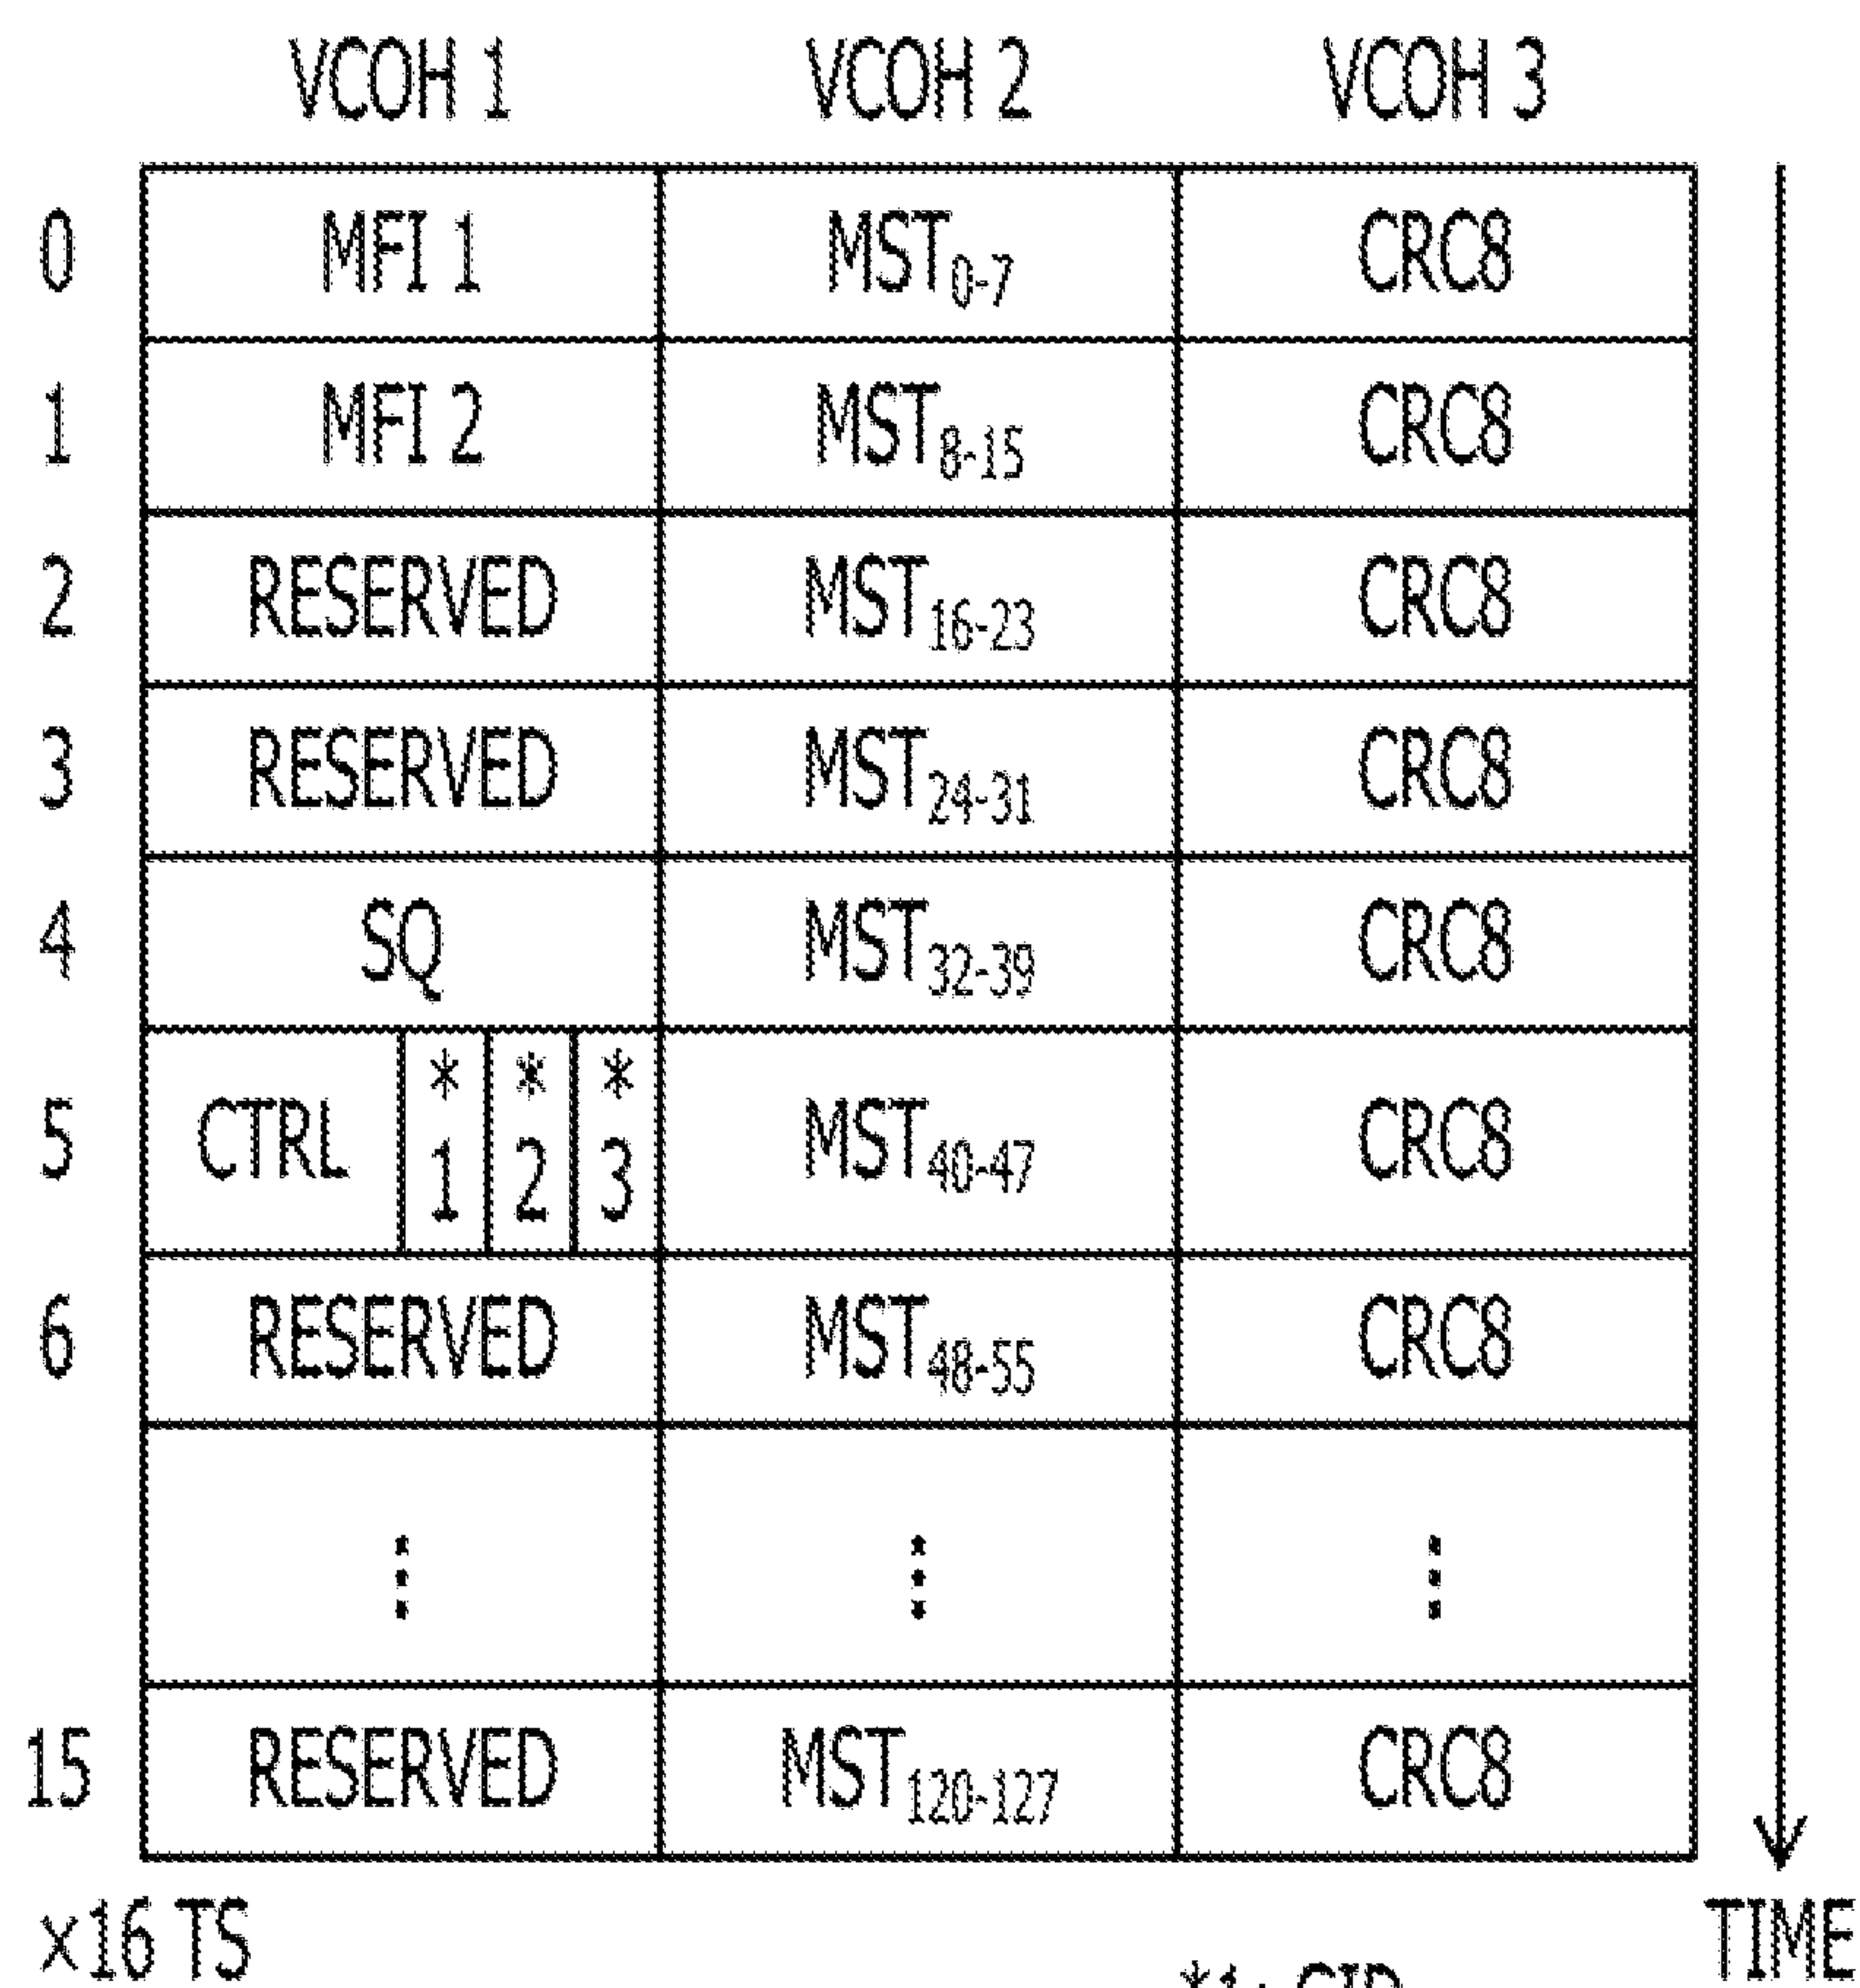 VCOH 1 VCOH 2 VCOH 3
0 MFI 1 MST0-7 CRC8
1 MFI 2 MST8-15 CRC8
2 RESERVED MST16-23 CRC8
3 RESERVED MST24-31 CRC8
4 SQ MST32-39 CRC8
5 CTRL *1 *2 *3 MST40-47 CRC8
6 RESERVED MST48-55 CRC8
⋮ ⋮ ⋮
15 RESERVED MST120-127 CRC8
×16 TS TIME
*1: GID